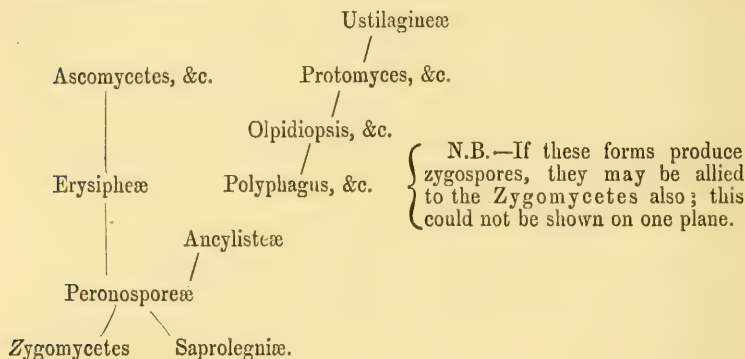 Ustilagineæ
Ascomycetes, &c. Protomyces, &c.
Olpidiopsis, &c.
Erysipheæ Polyphagus, &c.
N.B.—If these forms produce
zygospores, they may be allied
to the Zygomycetes also; this
could not be shown on one plane.
Ancylisteæ
Peronosporeæ
Zygomycetes Saprolegniæ.